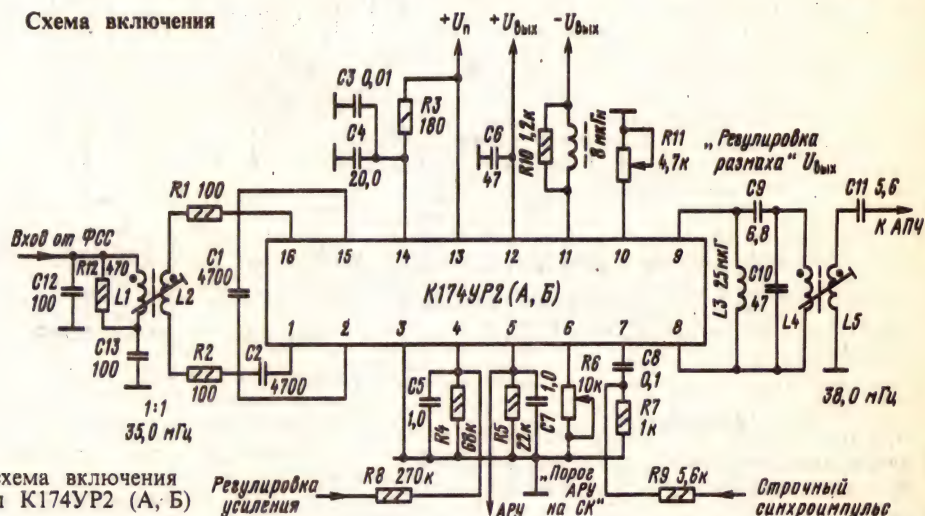 Схема включения
+Uп
+Uвых
-Uвых
C3 0,01
C4
20,0
R3
180
C6
47
R10 1,2к
8 мкГн
R11
4,7к
„Регулировка
размаха“ Uвых
C9
6,8
C11 5,6
К АПЧ
R1 100
Вход от ФСС
R12
470
C12
100
L1
L2
C1
4700
16
15
14
13
12
11
10
9
К174УР2 (А, Б)
1
2
3
4
5
6
7
8
L3 25 мкГ
C10
47
L4
L5
38,0 мГц
C13
100
R2
100
C2
4700
1:1
35,0 мГц
C5
1,0
R4
68к
R5
22к
C7
1,0
R6
10к
C8
0,1
R7
1к
схема включения
К174УР2 (А, Б)
Регулировка
усиления
R8 270к
АРУ
„Порог
АРУ
на СК“
R9 5,6к
Строчный
синхроимпульс